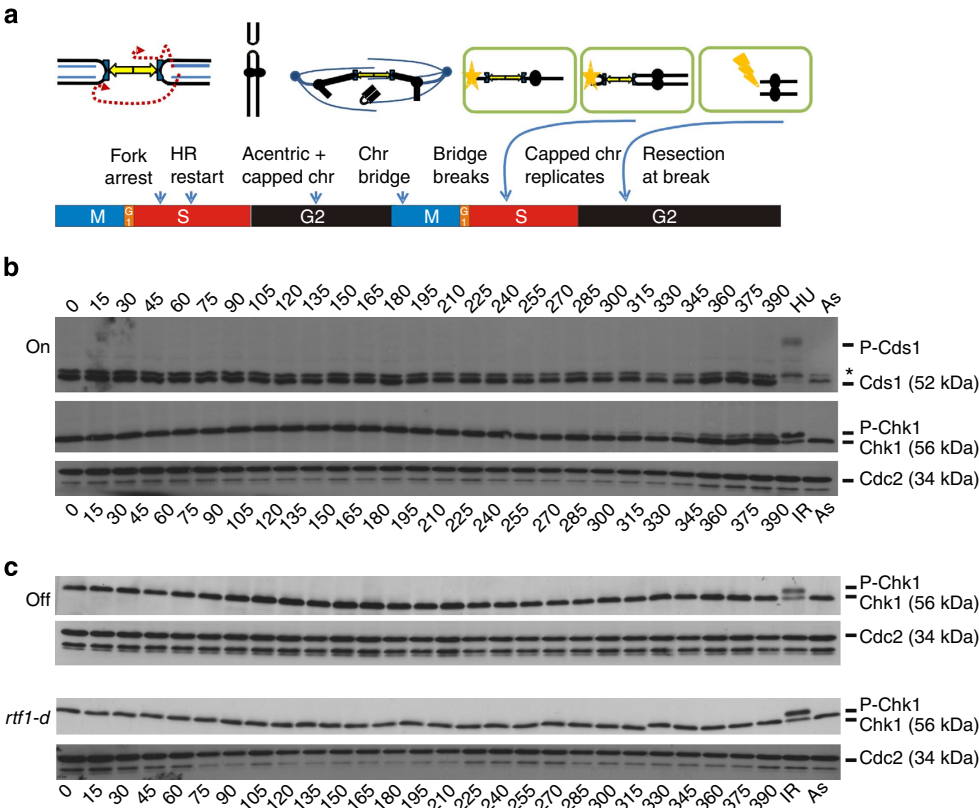 a
Fork arrest
HR restart
Acentric + capped chr
Chr bridge
Bridge breaks
Capped chr replicates
Resection at break
M G1 S G2 M G1 S G2
b
0 15 30 45 60 75 90 105 120 135 150 165 180 195 210 225 240 255 270 285 300 315 330 345 360 375 390 HU As
On
P-Cds1
*
Cds1 (52 kDa)
P-Chk1
Chk1 (56 kDa)
Cdc2 (34 kDa)
0 15 30 45 60 75 90 105 120 135 150 165 180 195 210 225 240 255 270 285 300 315 330 345 360 375 390 IR As
c
Off
P-Chk1
Chk1 (56 kDa)
Cdc2 (34 kDa)
rtf1-d
P-Chk1
Chk1 (56 kDa)
Cdc2 (34 kDa)
0 15 30 45 60 75 90 105 120 135 150 165 180 195 210 225 240 255 270 285 300 315 330 345 360 375 390 IR As